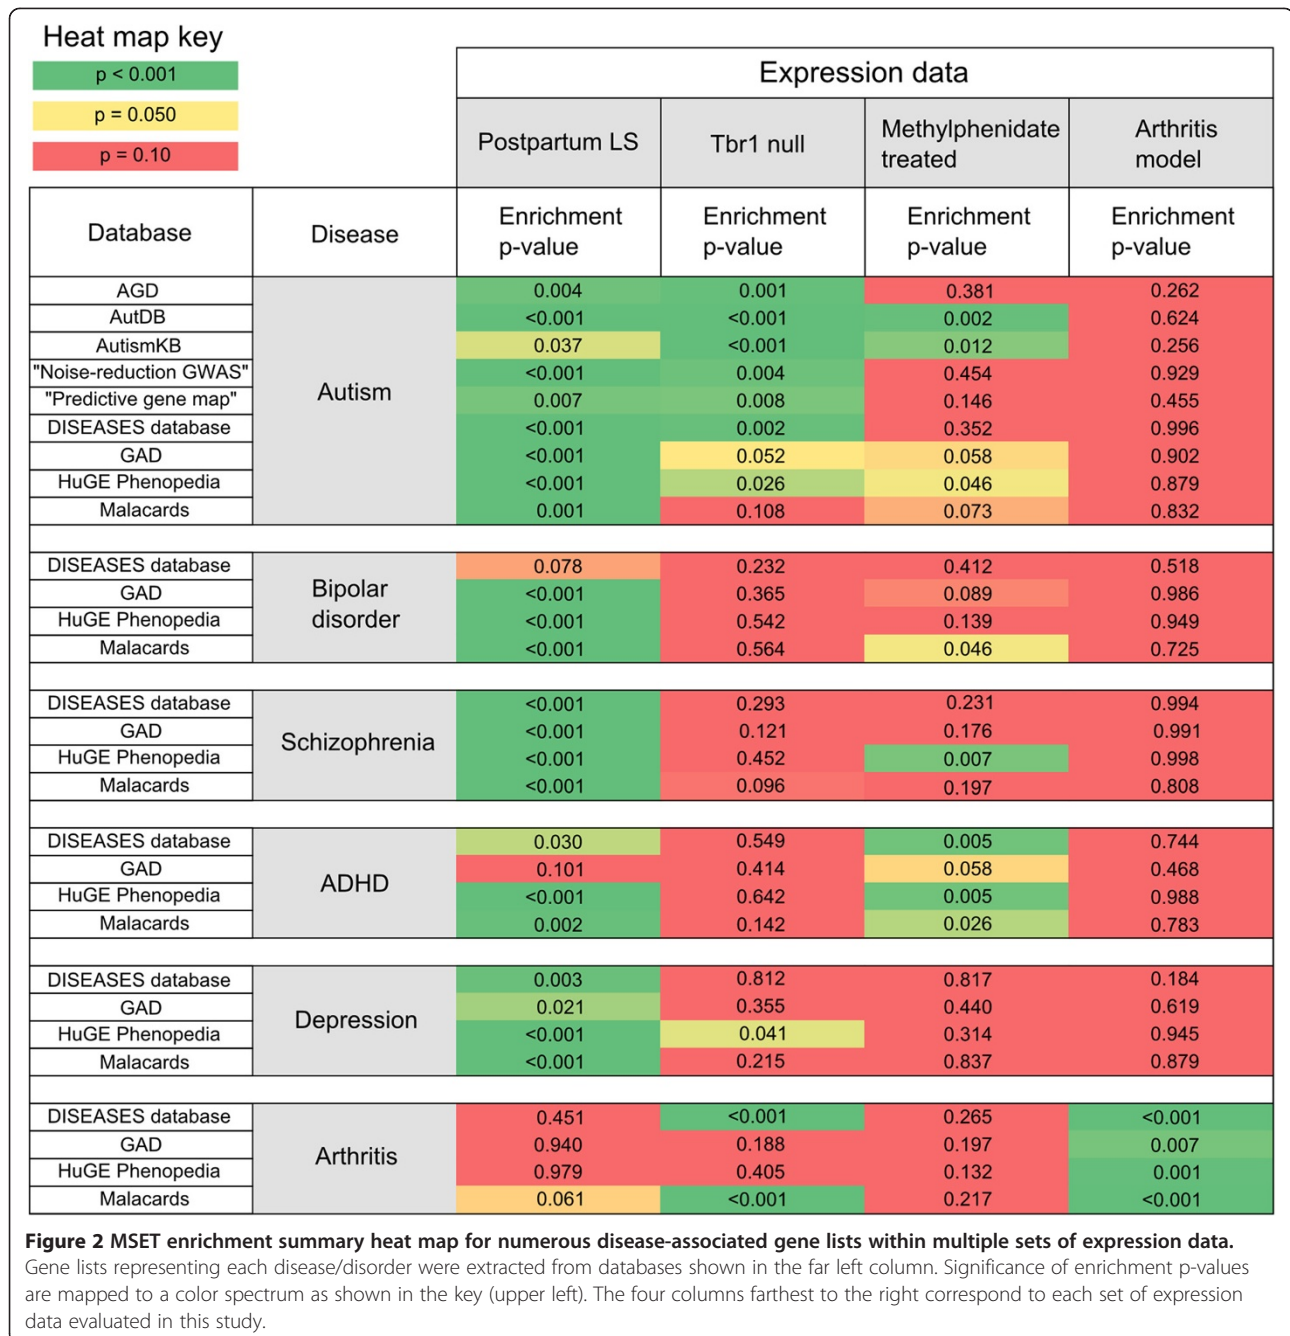 Heat map key
p < 0.001
p = 0.050
p = 0.10
Expression data
Postpartum LS
Tbr1 null
Methylphenidate
treated
Arthritis
model
Database
Disease
Enrichment
p-value
Enrichment
p-value
Enrichment
p-value
Enrichment
p-value
Autism
AGD 0.004 0.001 0.381 0.262
AutDB <0.001 <0.001 0.002 0.624
AutismKB 0.037 <0.001 0.012 0.256
"Noise-reduction GWAS" <0.001 0.004 0.454 0.929
"Predictive gene map" 0.007 0.008 0.146 0.455
DISEASES database <0.001 0.002 0.352 0.996
GAD <0.001 0.052 0.058 0.902
HuGE Phenopedia <0.001 0.026 0.046 0.879
Malacards 0.001 0.108 0.073 0.832
Bipolar
disorder
DISEASES database 0.078 0.232 0.412 0.518
GAD <0.001 0.365 0.089 0.986
HuGE Phenopedia <0.001 0.542 0.139 0.949
Malacards <0.001 0.564 0.046 0.725
Schizophrenia
DISEASES database <0.001 0.293 0.231 0.994
GAD <0.001 0.121 0.176 0.991
HuGE Phenopedia <0.001 0.452 0.007 0.998
Malacards <0.001 0.096 0.197 0.808
ADHD
DISEASES database 0.030 0.549 0.005 0.744
GAD 0.101 0.414 0.058 0.468
HuGE Phenopedia <0.001 0.642 0.005 0.988
Malacards 0.002 0.142 0.026 0.783
Depression
DISEASES database 0.003 0.812 0.817 0.184
GAD 0.021 0.355 0.440 0.619
HuGE Phenopedia <0.001 0.041 0.314 0.945
Malacards <0.001 0.215 0.837 0.879
Arthritis
DISEASES database 0.451 <0.001 0.265 <0.001
GAD 0.940 0.188 0.197 0.007
HuGE Phenopedia 0.979 0.405 0.132 0.001
Malacards 0.061 <0.001 0.217 <0.001
Figure 2 MSET enrichment summary heat map for numerous disease-associated gene lists within multiple sets of expression data.
Gene lists representing each disease/disorder were extracted from databases shown in the far left column. Significance of enrichment p-values
are mapped to a color spectrum as shown in the key (upper left). The four columns farthest to the right correspond to each set of expression
data evaluated in this study.